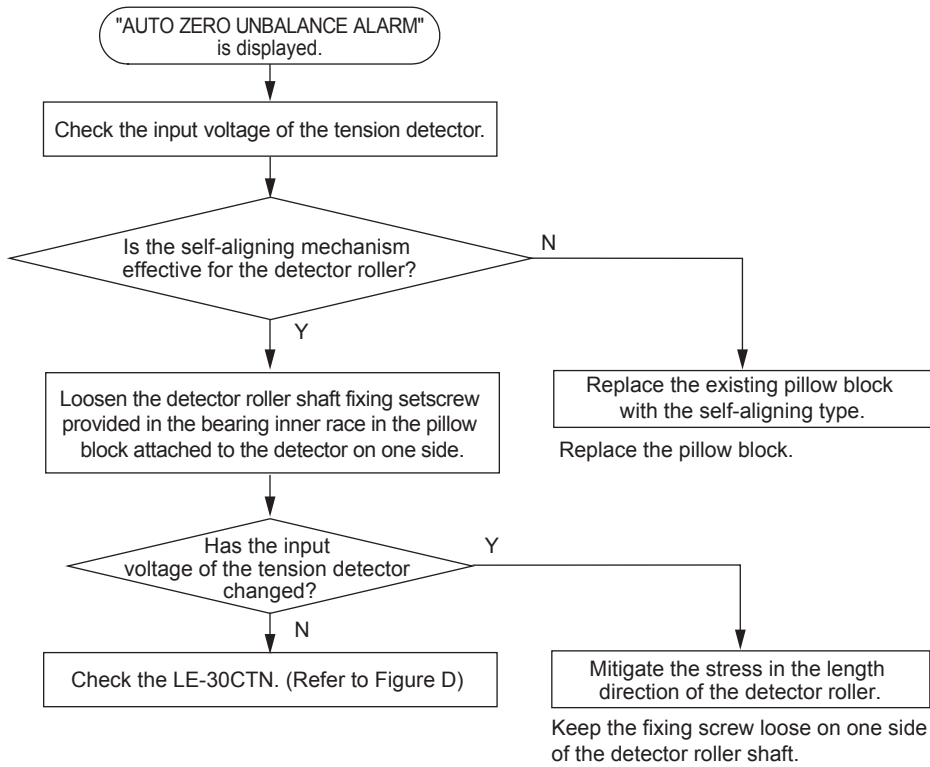 "AUTO ZERO UNBALANCE ALARM"
is displayed.
Check the input voltage of the tension detector.
Is the self-aligning mechanism
effective for the detector roller?
N
Y
Loosen the detector roller shaft fixing setscrew
provided in the bearing inner race in the pillow
block attached to the detector on one side.
Replace the existing pillow block
with the self-aligning type.
Replace the pillow block.
Has the input
voltage of the tension detector
changed?
Y
N
Check the LE-30CTN. (Refer to Figure D)
Mitigate the stress in the length
direction of the detector roller.
Keep the fixing screw loose on one side
of the detector roller shaft.